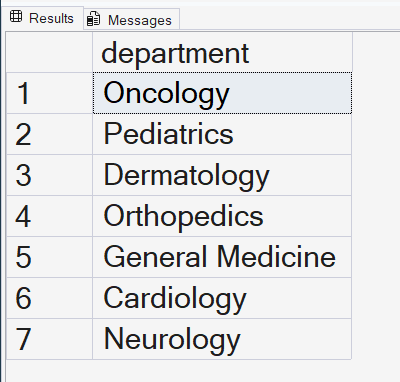 Results Messages
department
1 Oncology
2 Pediatrics
3 Dermatology
4 Orthopedics
5 General Medicine
6 Cardiology
7 Neurology